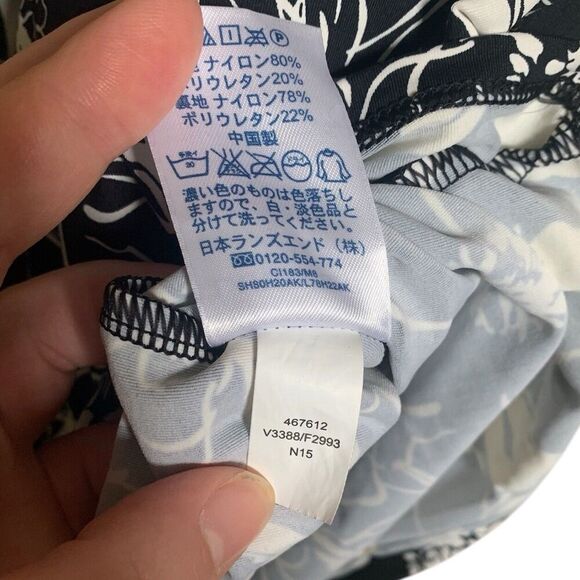 表地 ナイロン80%
ポリウレタン20%
裏地 ナイロン78%
ポリウレタン22%
中国製
濃い色のものは色落ちし
ますので、白・淡色品と
分けて洗ってください。
日本ランズエンド（株）
0120-554-774
CI183/M8
SH80H20AK/L78H22AK
467612
V3388/F2993
N15